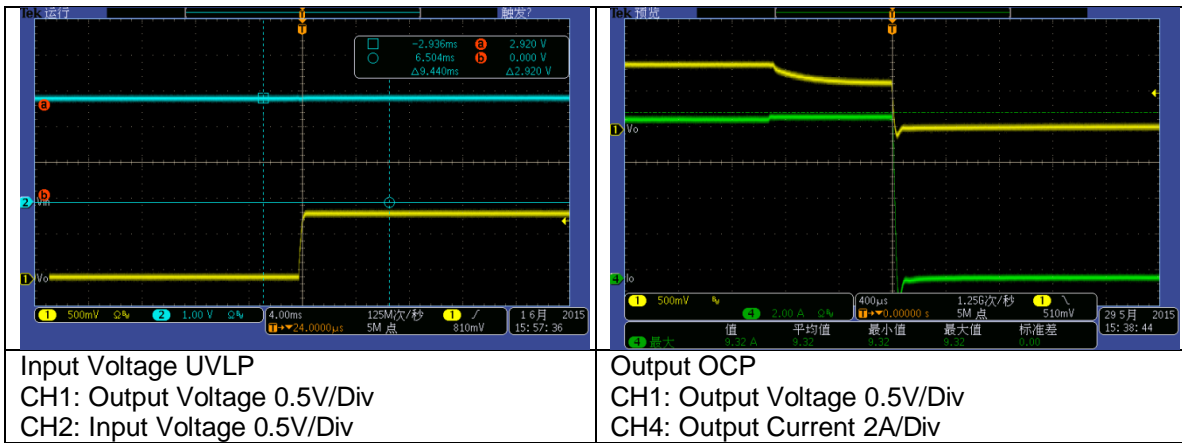 Tek 运行
触发?
T
T
-2.936ms
a
2.920 V
6.504ms
b
0.000 V
Δ9.440ms
Δ2.920 V
a
b
2
Vin
1
Vo
1
500mV
2
1.00 V
4.00ms
T→▼24.0000µs
125M次/秒
5M 点
1
810mV
1 6月 2015
15:57:36
Tek 预览
T
T
1
Vo
4
Io
1
500mV
4
2.00 A
400µs
T→▼0.00000 s
1.25G次/秒
5M 点
1
510mV
29 5月 2015
15:38:44
值
平均值
最小值
最大值
标准差
4
最大
9.32 A
9.32
9.32
9.32
0.00
Input Voltage UVLP
CH1: Output Voltage 0.5V/Div
CH2: Input Voltage 0.5V/Div
Output OCP
CH1: Output Voltage 0.5V/Div
CH4: Output Current 2A/Div